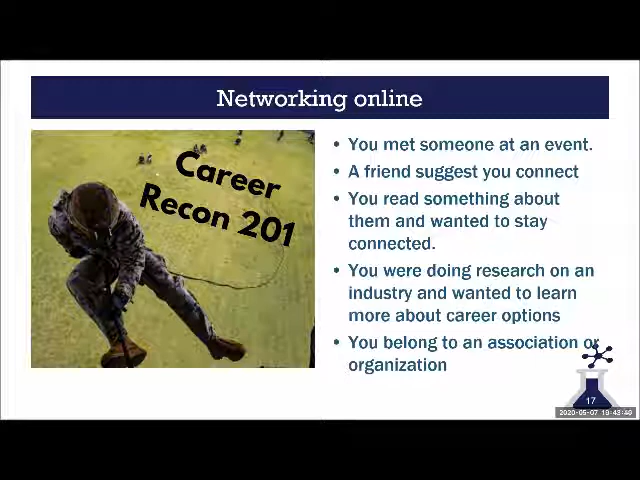 Networking online
Career
Recon 201
• You met someone at an event.
• A friend suggest you connect
• You read something about
them and wanted to stay
connected.
• You were doing research on an
industry and wanted to learn
more about career options
• You belong to an association or
organization
17
2020-05-07 19:43:40